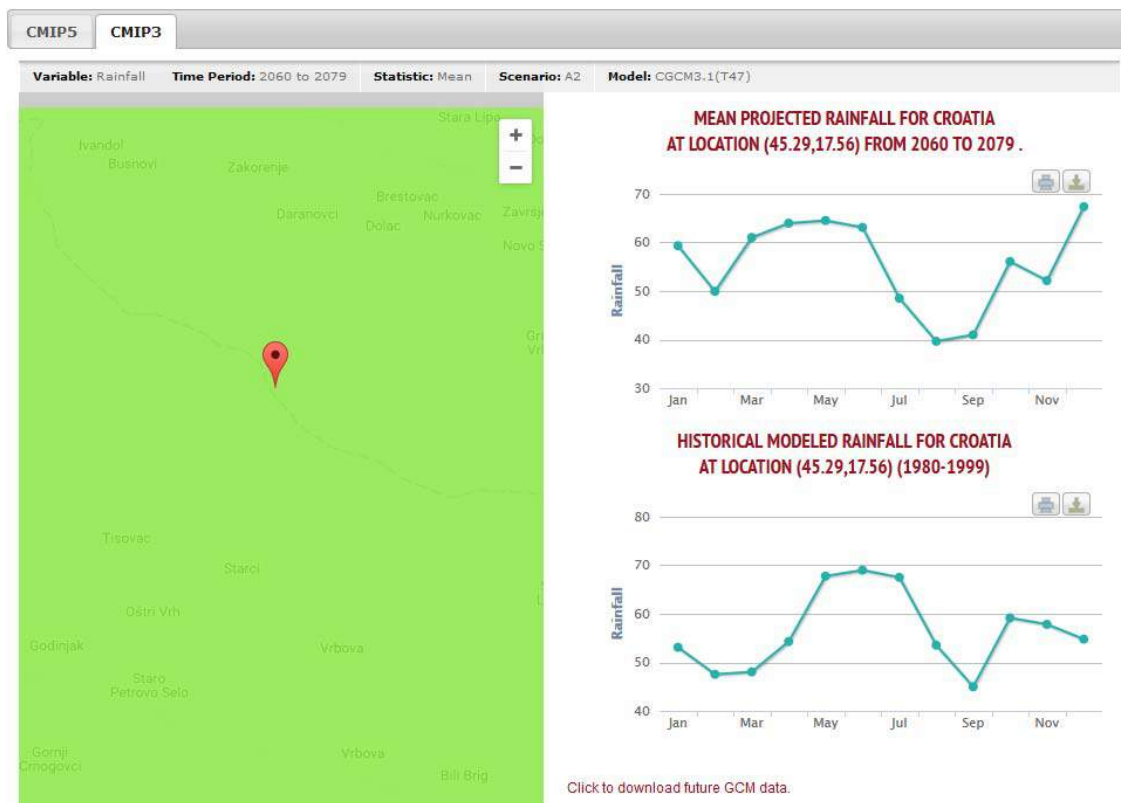 CMIP5 CMIP3
Variable: Rainfall Time Period: 2060 to 2079 Statistic: Mean Scenario: A2 Model: CGCM3.1(T47)
Stara Lipa
Ivandol
Busnovi
Zakorenje
Brestovac
Daranovci
Nurkovac
Dolac
Tisovac
Starci
Oštri Vrh
Godinjak
Vrbova
Staro
Petrovo Selo
Gornji
Crnogovci
Vrbova
Bili Brig
+
−
MEAN PROJECTED RAINFALL FOR CROATIA
AT LOCATION (45.29,17.56) FROM 2060 TO 2079 .
Rainfall
70
60
50
40
30
Jan Mar May Jul Sep Nov
HISTORICAL MODELED RAINFALL FOR CROATIA
AT LOCATION (45.29,17.56) (1980-1999)
Rainfall
80
70
60
50
40
Jan Mar May Jul Sep Nov
Click to download future GCM data.